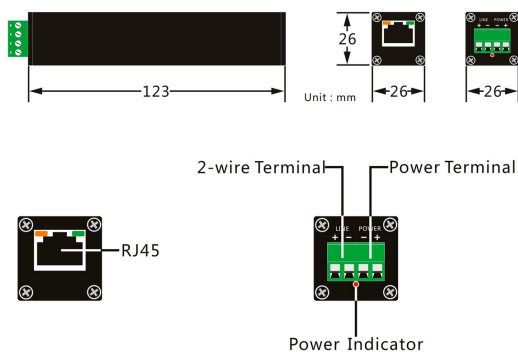 LINE POWER
+ − − +
26
26
26
123
Unit : mm
2-wire Terminal
Power Terminal
RJ45
LINE POWER
+ − − +
Power Indicator